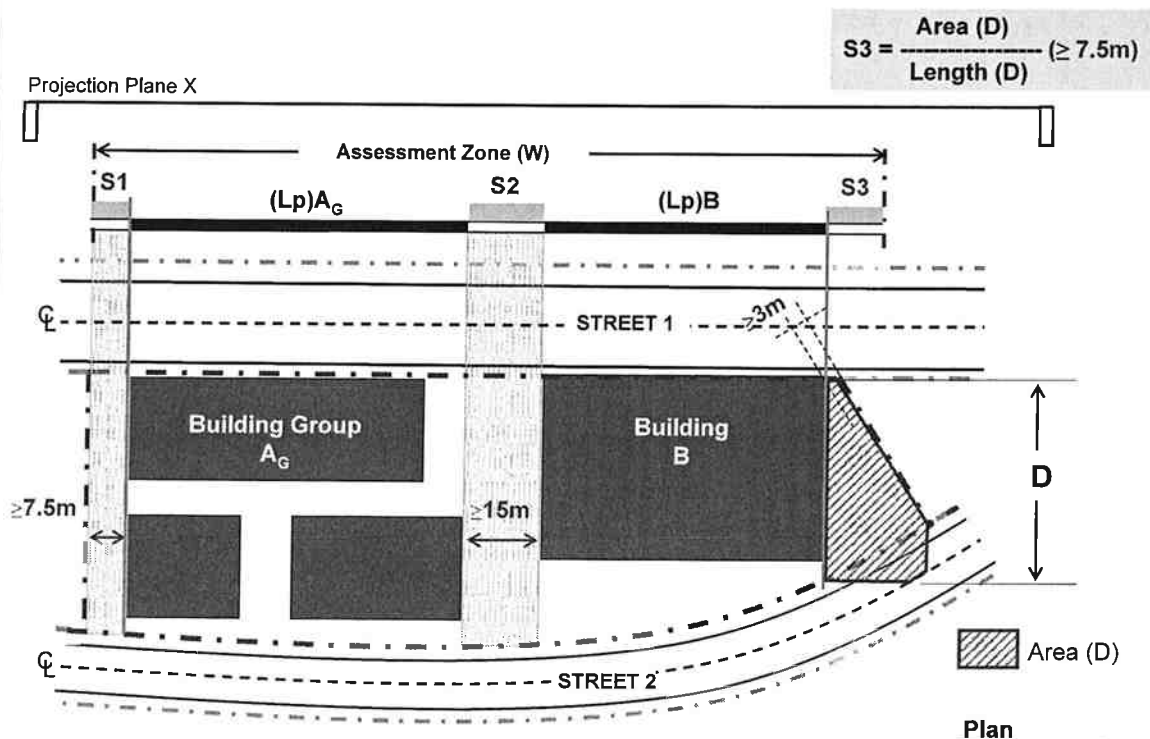 Area (D)
S3 = -------------------- (≥ 7.5m)
Length (D)
Projection Plane X
Assessment Zone (W)
S1
(Lp)A_G
S2
(Lp)B
S3
℄
STREET 1
≥3m
Building Group
A_G
Building
B
≥7.5m
≥15m
D
℄
STREET 2
Area (D)
Plan